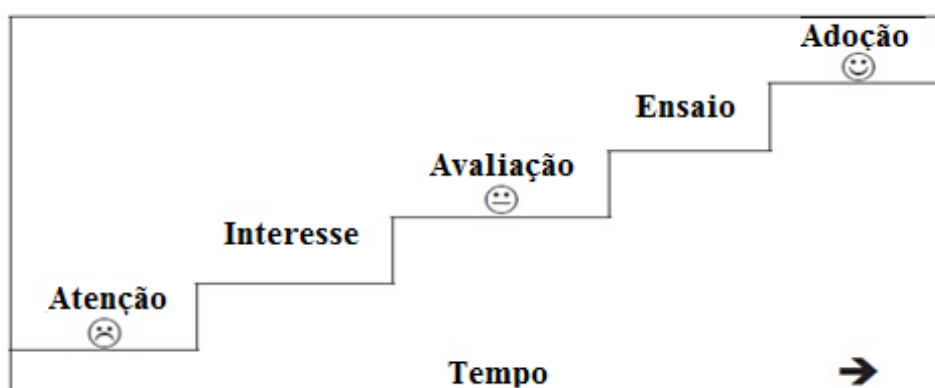 Adoção
Ensaio
Avaliação
Interesse
Atenção
Tempo